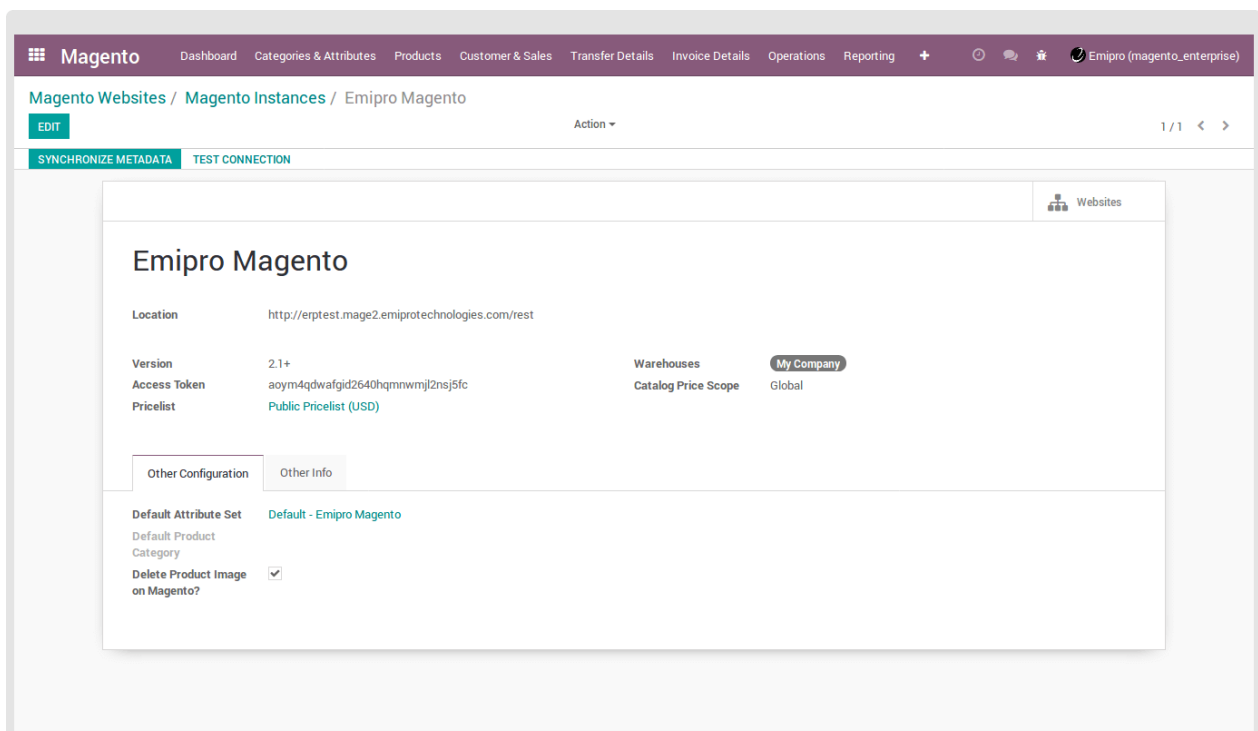 Magento Dashboard Categories & Attributes Products Customer & Sales Transfer Details Invoice Details Operations Reporting + Emipro (magento_enterprise)
Magento Websites / Magento Instances / Emipro Magento
EDIT Action 1 / 1
SYNCHRONIZE METADATA TEST CONNECTION
Websites
Emipro Magento
Location http://erptest.mage2.emiprotechnologies.com/rest
Version 2.1+ Warehouses My Company
Access Token aoym4qdwafgid2640hqmnwmjl2nsj5fc Catalog Price Scope Global
Pricelist Public Pricelist (USD)
Other Configuration Other Info
Default Attribute Set Default - Emipro Magento
Default Product
Category
Delete Product Image
on Magento?